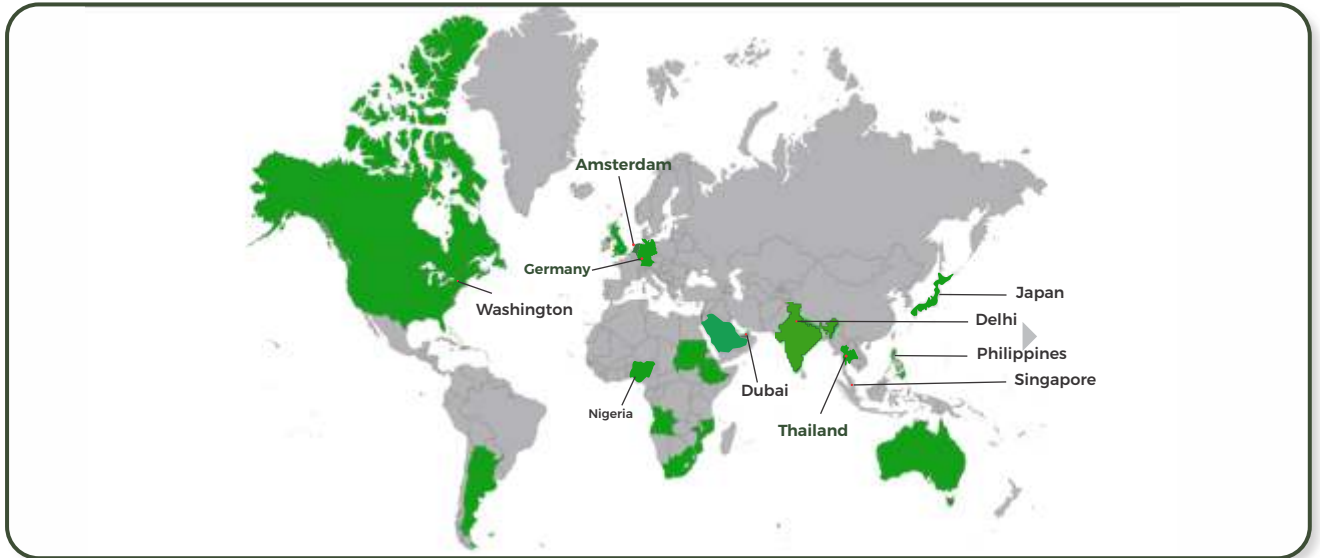 Amsterdam
Germany
Washington
Japan
Delhi
Philippines
Singapore
Dubai
Nigeria
Thailand